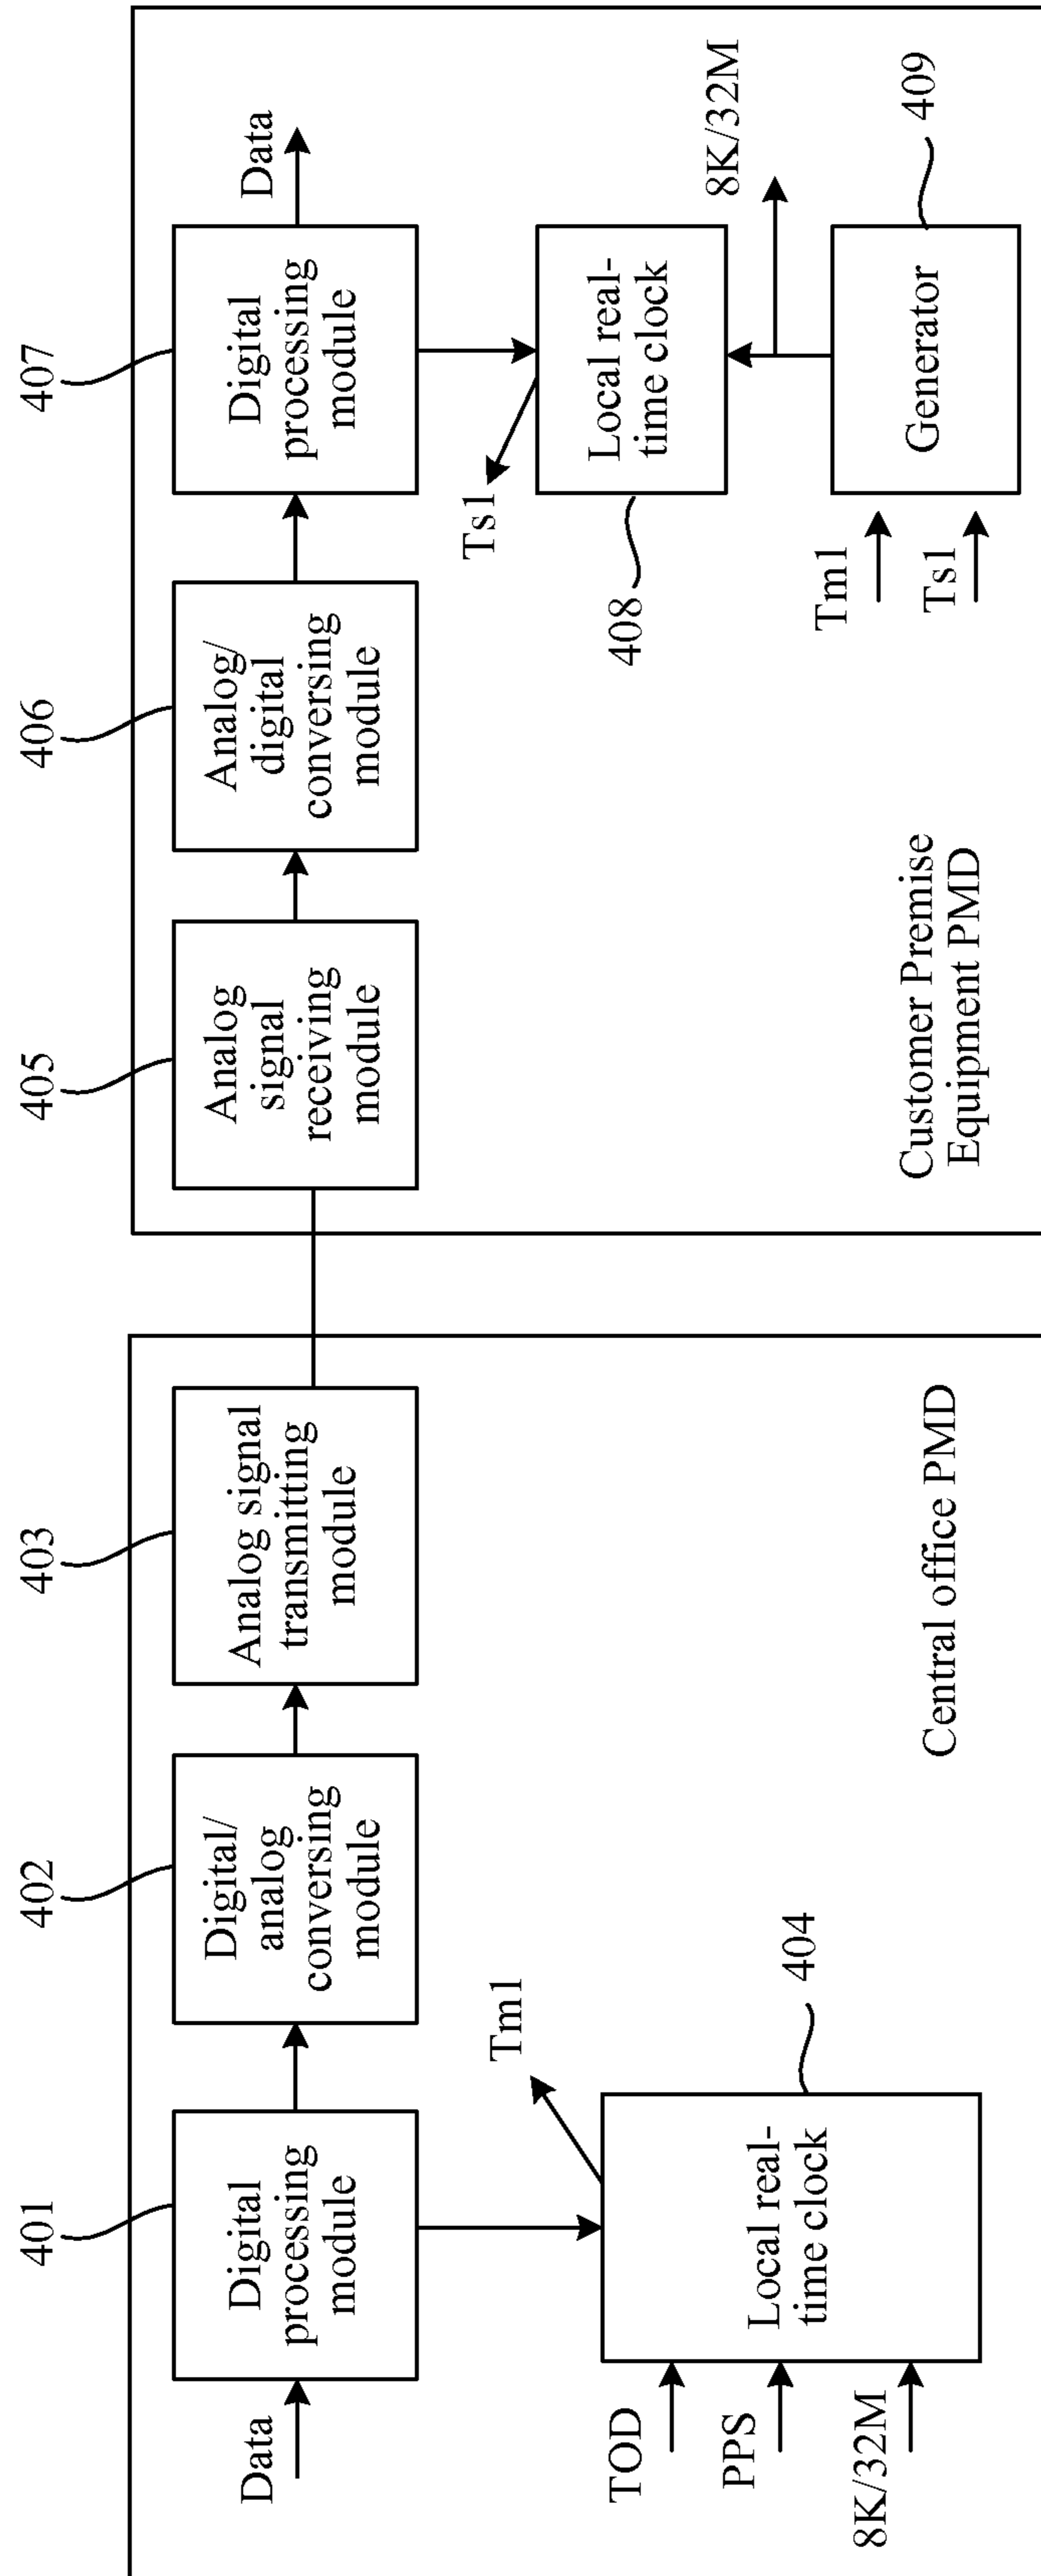 401
402
403
405
406
407
Data
Digital
processing
module
Digital/
analog
conversing
module
Analog signal
transmitting
module
Analog
signal
receiving
module
Analog/
digital
conversing
module
Digital
processing
module
Data
Tm1
404
TOD
PPS
8K/32M
Local real-
time clock
Central office PMD
Ts1
408
Local real-
time clock
8K/32M
Tm1
Ts1
Generator
409
Customer Premise
Equipment PMD